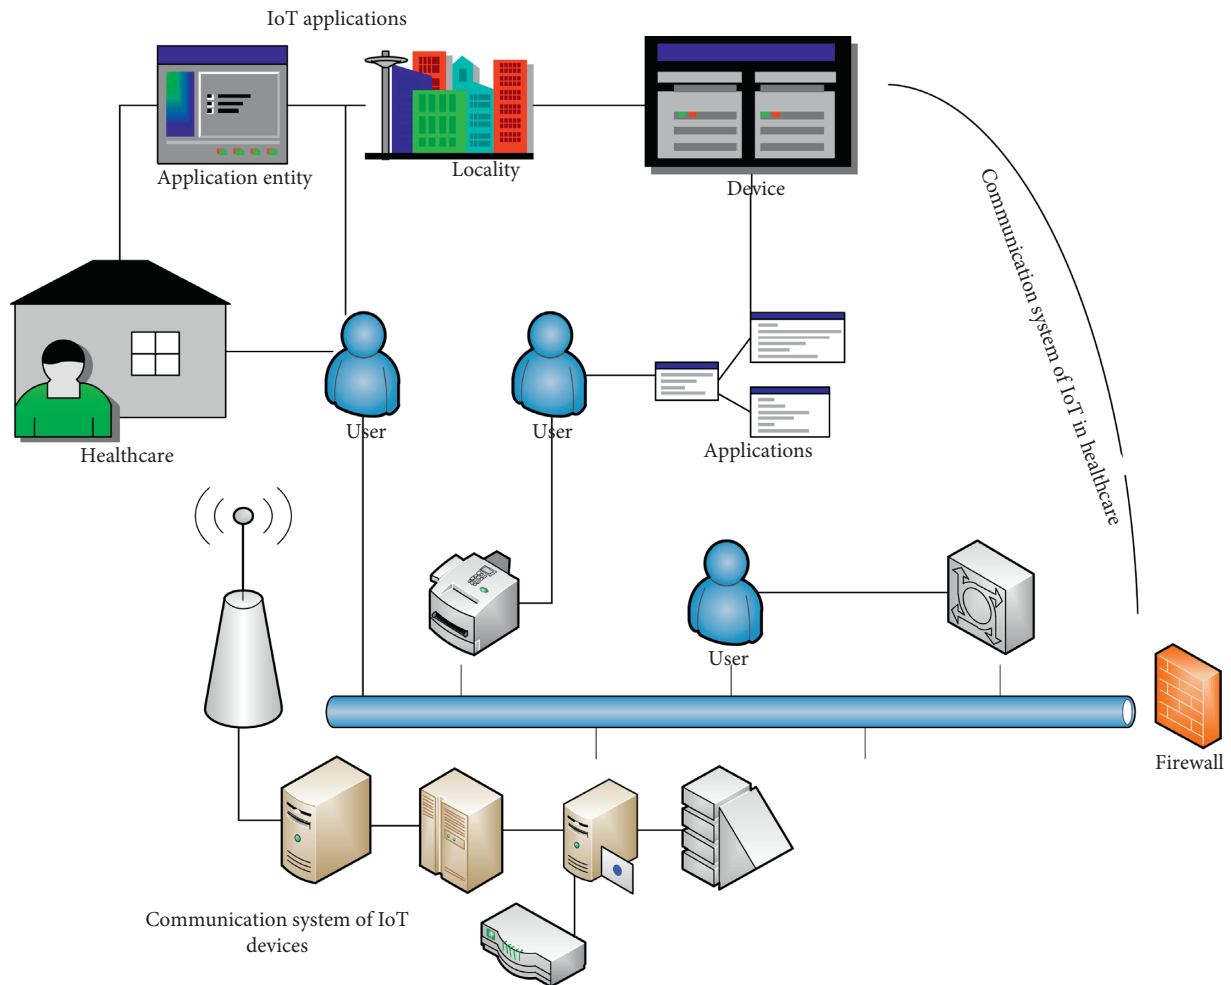 IoT applications
Application entity
Locality
Device
Communication system of IoT in healthcare
User
User
Healthcare
Applications
User
Firewall
Communication system of IoT
devices